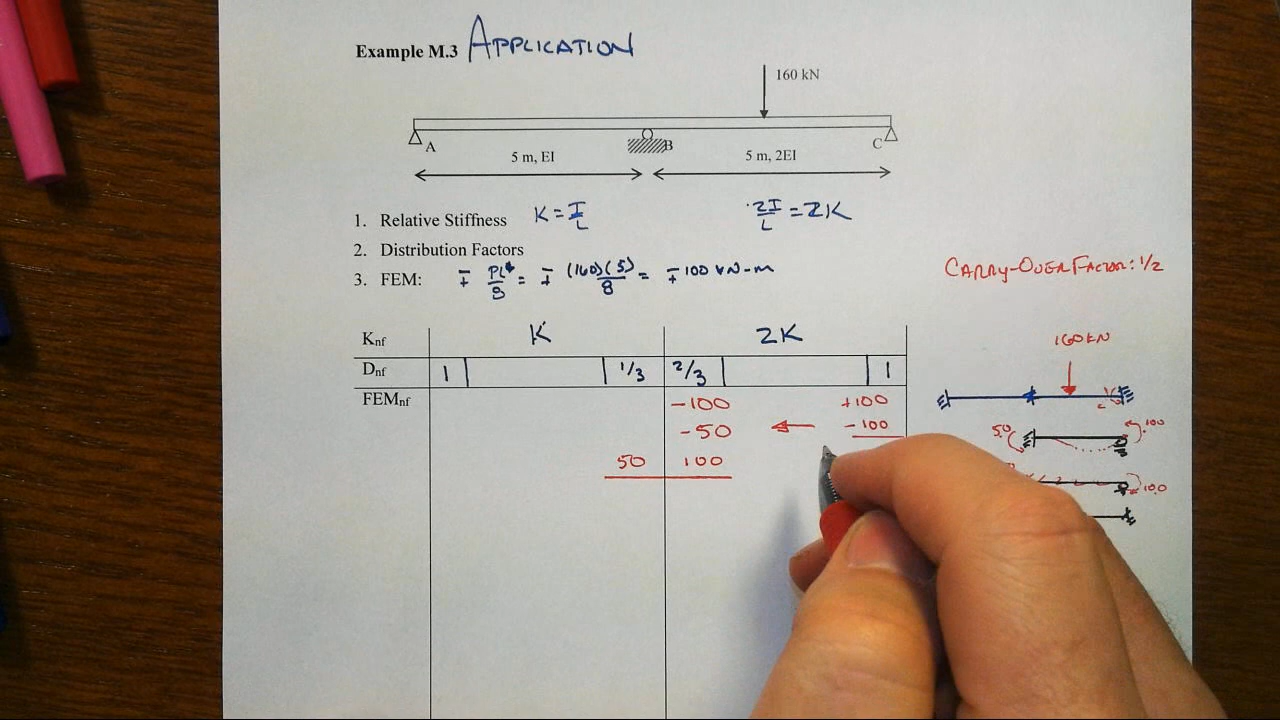 Example M.3 APPLICATION
160 kN
A B C
5 m, EI 5 m, 2EI
1. Relative Stiffness K = I/L 2I/L = 2K
2. Distribution Factors
3. FEM: ∓ PL/8 = ∓ (160)(5)/8 = ∓ 100 kN-m
CARRY-OVER FACTOR: 1/2
Knf K 2K
160KN
Dnf 1 1/3 2/3 1
FEMnf -100 +100
-50 ← -100
50 100
50 100
100